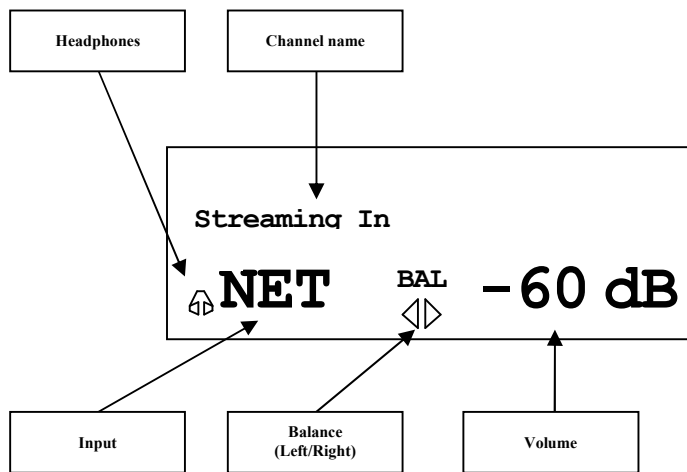 Headphones
Channel name
Streaming In
NET BAL -60 dB
Input
Balance
(Left/Right)
Volume